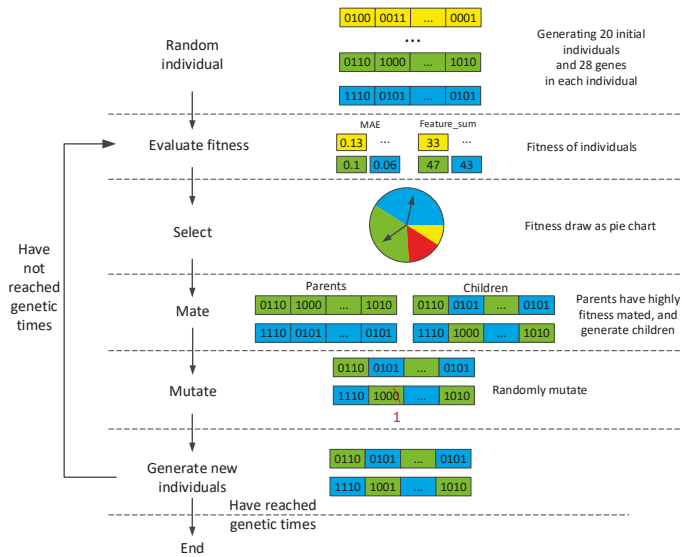 0100 0011 ... 0001
...
Random
individual
0110 1000 ... 1010
1110 0101 ... 0101
Generating 20 initial
individuals
and 28 genes
in each individual
Evaluate fitness
MAE
Feature_sum
0.13 ...
33 ...
0.1 0.06
47 43
Fitness of individuals
Select
Fitness draw as pie chart
Have
not
reached
genetic
times
Mate
Parents
Children
0110 1000 ... 1010
0110 0101 ... 0101
1110 0101 ... 0101
1110 1000 ... 1010
Parents have highly
fitness mated, and
generate children
Mutate
0110 0101 ... 0101
1110 1000 ... 1010
1
Randomly mutate
Generate new
individuals
0110 0101 ... 0101
1110 1001 ... 1010
Have reached
genetic times
End